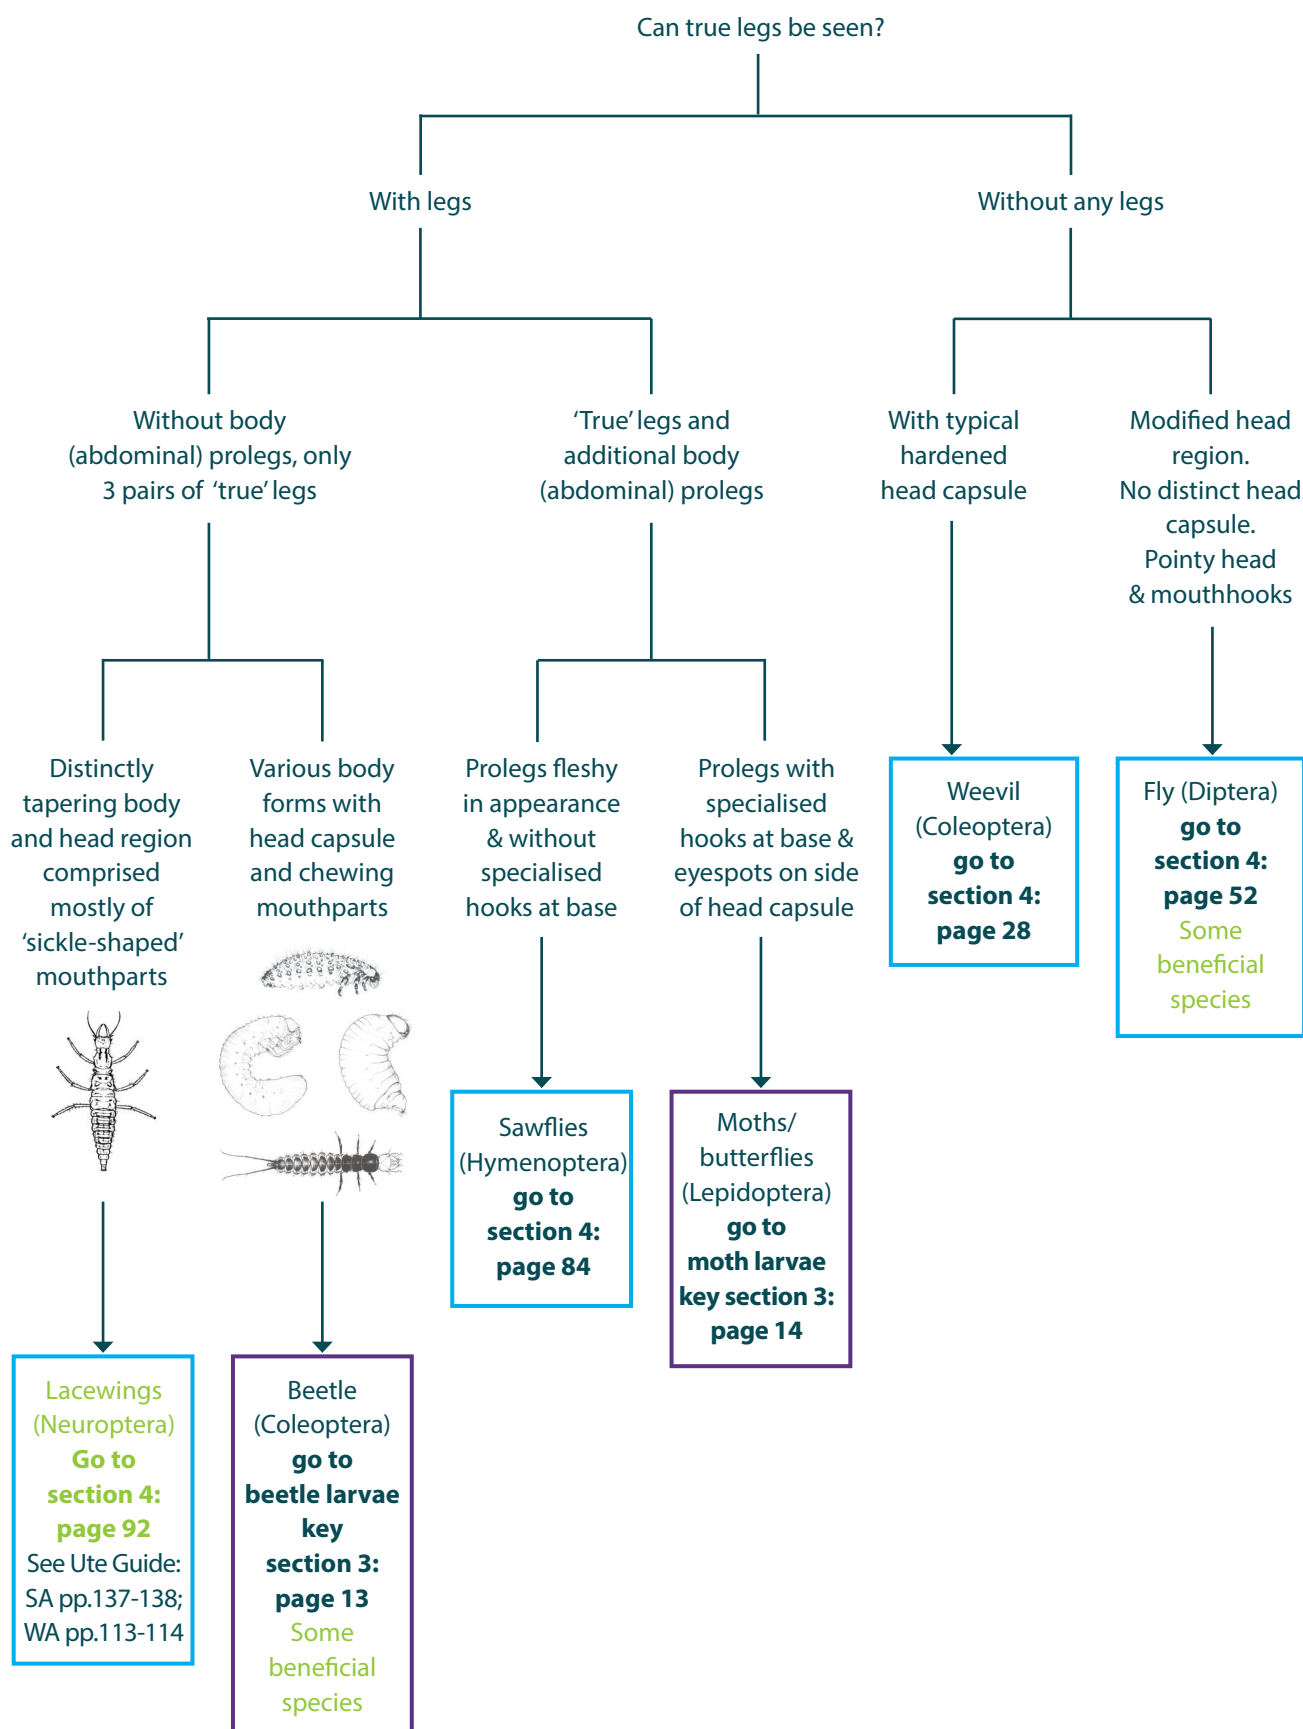 Can true legs be seen?
With legs
Without any legs
Without body
(abdominal) prolegs, only
3 pairs of ‘true’ legs
‘True’ legs and
additional body
(abdominal) prolegs
With typical
hardened
head capsule
Modified head
region.
No distinct head
capsule.
Pointy head
& mouthhooks
Distinctly
tapering body
and head region
comprised
mostly of
‘sickle-shaped’
mouthparts
Various body
forms with
head capsule
and chewing
mouthparts
Prolegs fleshy
in appearance
& without
specialised
hooks at base
Prolegs with
specialised
hooks at base &
eyespots on side
of head capsule
Weevil
(Coleoptera)
go to
section 4:
page 28
Fly (Diptera)
go to
section 4:
page 52
Some
beneficial
species
Sawflies
(Hymenoptera)
go to
section 4:
page 84
Moths/
butterflies
(Lepidoptera)
go to
moth larvae
key section 3:
page 14
Lacewings
(Neuroptera)
Go to
section 4:
page 92
See Ute Guide:
SA pp.137-138;
WA pp.113-114
Beetle
(Coleoptera)
go to
beetle larvae
key
section 3:
page 13
Some
beneficial
species